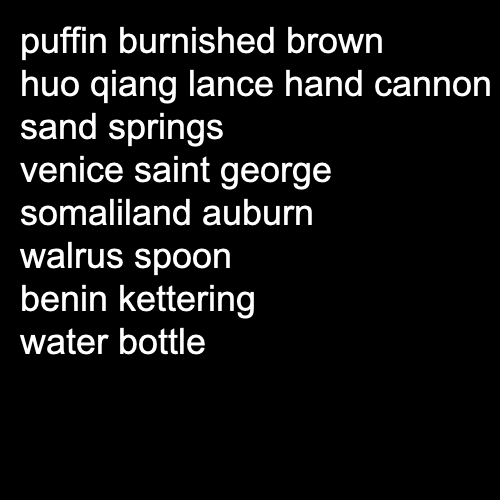 puffin burnished brown
huo qiang lance hand cannon
sand springs
venice saint george
somaliland auburn
walrus spoon
benin kettering
water bottle